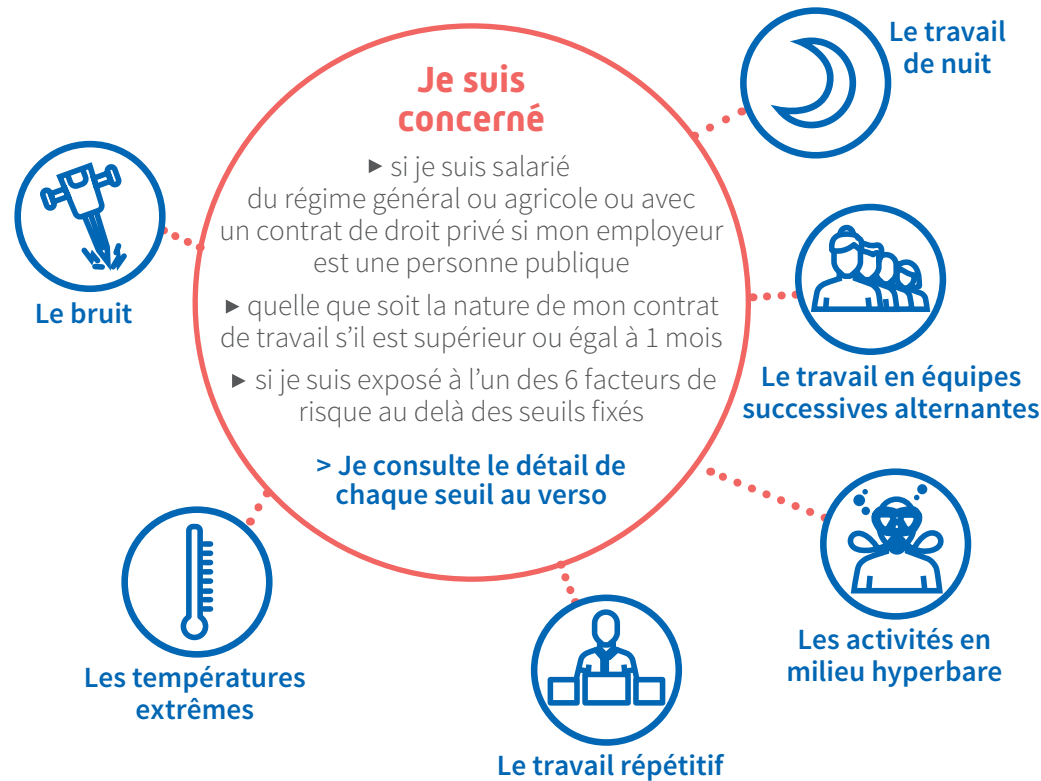 Je suis
concerné
► si je suis salarié
du régime général ou agricole ou avec
un contrat de droit privé si mon employeur
est une personne publique
► quelle que soit la nature de mon contrat
de travail s’il est supérieur ou égal à 1 mois
► si je suis exposé à l’un des 6 facteurs de
risque au delà des seuils fixés
> Je consulte le détail de
chaque seuil au verso
Le travail
de nuit
Le travail en équipes
successives alternantes
Les activités en
milieu hyperbare
Le travail répétitif
Les températures
extrêmes
Le bruit